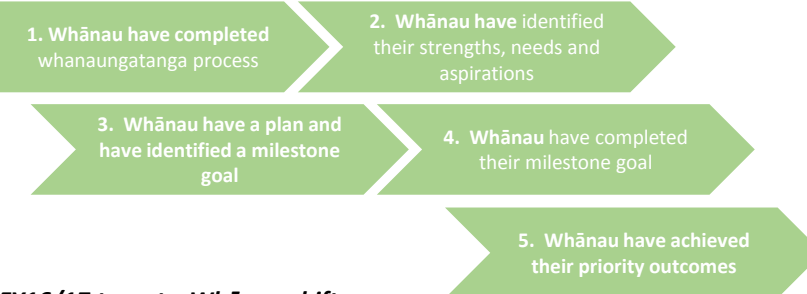 1. Whānau have completed
whanaungatanga process
2. Whānau have identified
their strengths, needs and
aspirations
3. Whānau have a plan and
have identified a milestone
goal
4. Whānau have completed
their milestone goal
5. Whānau have achieved
their priority outcomes